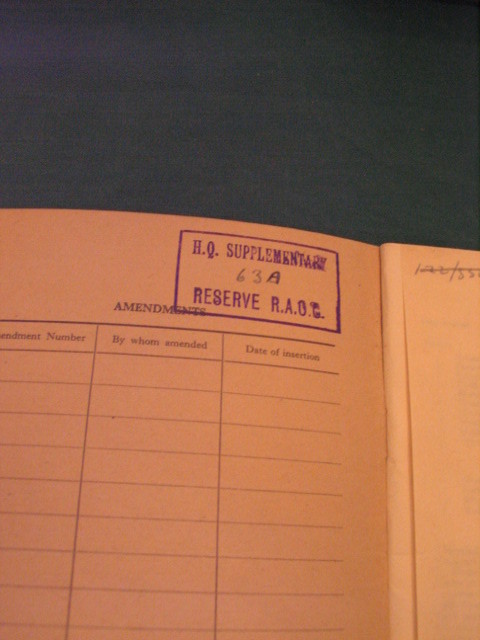 H.Q. SUPPLEMENTARY
63A
RESERVE R.A.O.C.
AMENDMENTS
endment Number
By whom amended
Date of insertion